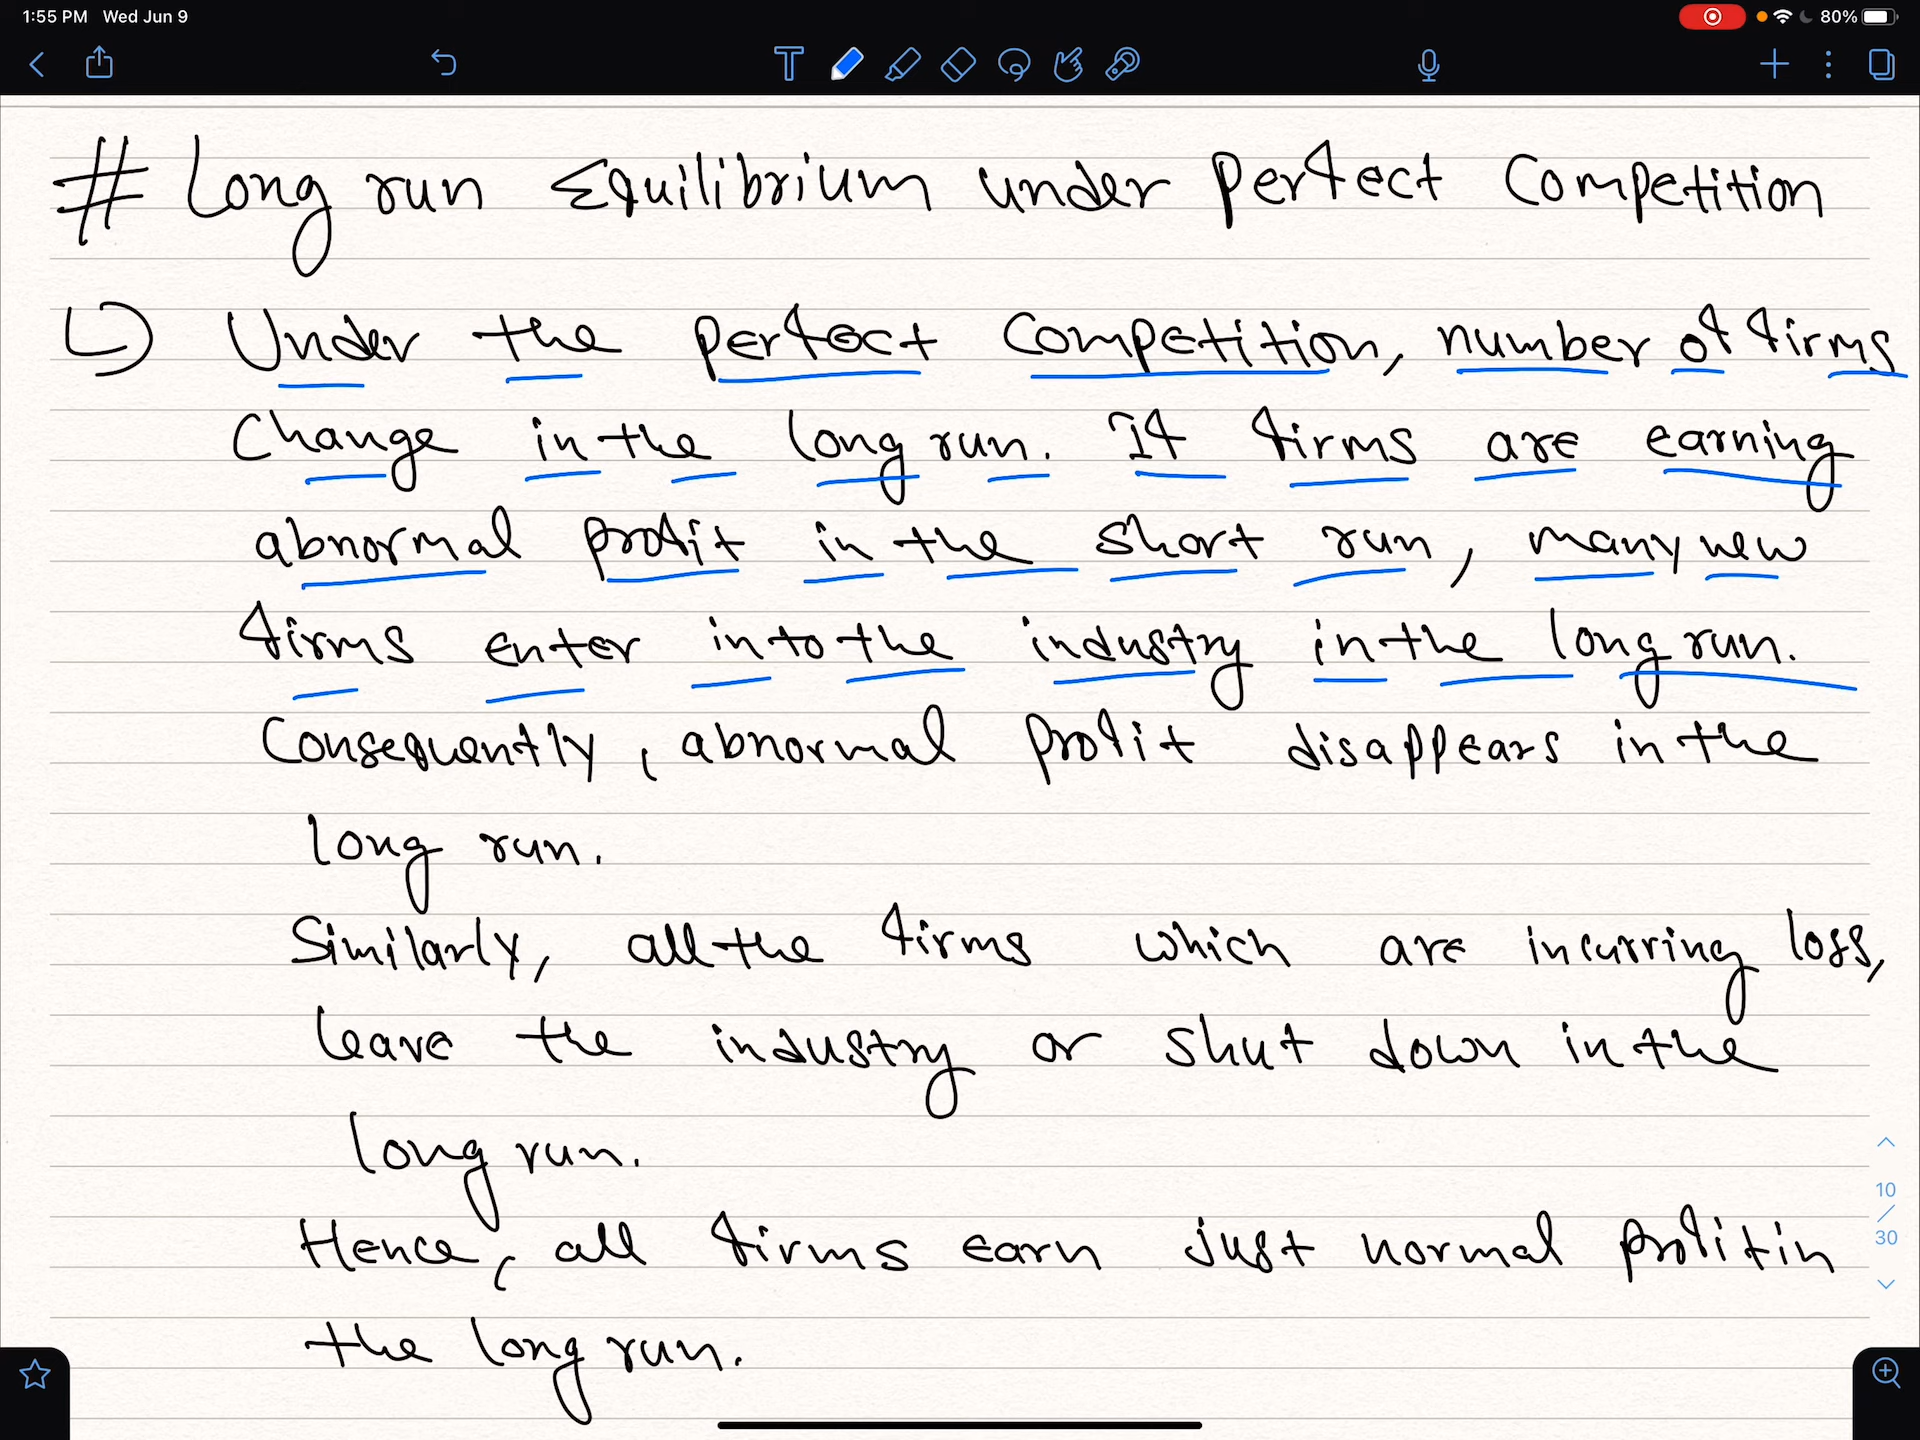 1:55 PM Wed Jun 9
80%
# Long run Equilibrium under Perfect Competition
Under the perfect Competition, number of firms
Change in the long run. If firms are earning
abnormal profit in the short run, many new
firms enter into the industry in the long run.
Consequently, abnormal profit disappears in the
long run.
Similarly, all the firms which are incurring loss,
leave the industry or shut down in the
long run.
Hence, all firms earn just normal profit in
the long run.
10
/
30